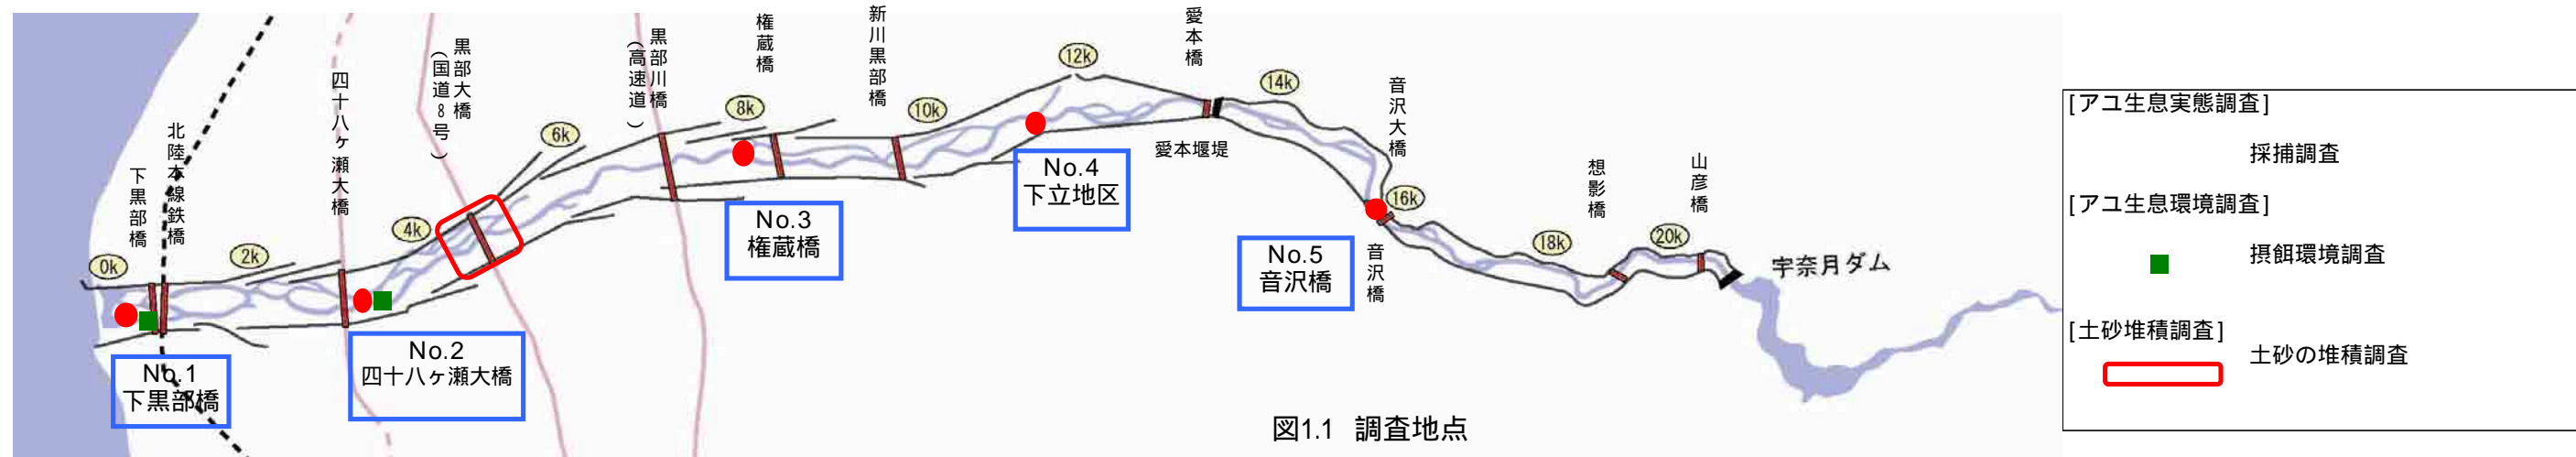 下黒部橋
北陸本線鉄橋
四十八ヶ瀬大橋
黒部大橋
(国道8号)
黒部川橋
(高速道)
権蔵橋
新川黒部橋
愛本橋
音沢大橋
想影橋
山彦橋
0k
2k
4k
6k
8k
10k
12k
14k
16k
18k
20k
愛本堰堤
音沢橋
宇奈月ダム
No.1
下黒部橋
No.2
四十八ヶ瀬大橋
No.3
権蔵橋
No.4
下立地区
No.5
音沢橋
図1.1 調査地点
[アユ生息実態調査]
採捕調査
[アユ生息環境調査]
摂餌環境調査
[土砂堆積調査]
土砂の堆積調査